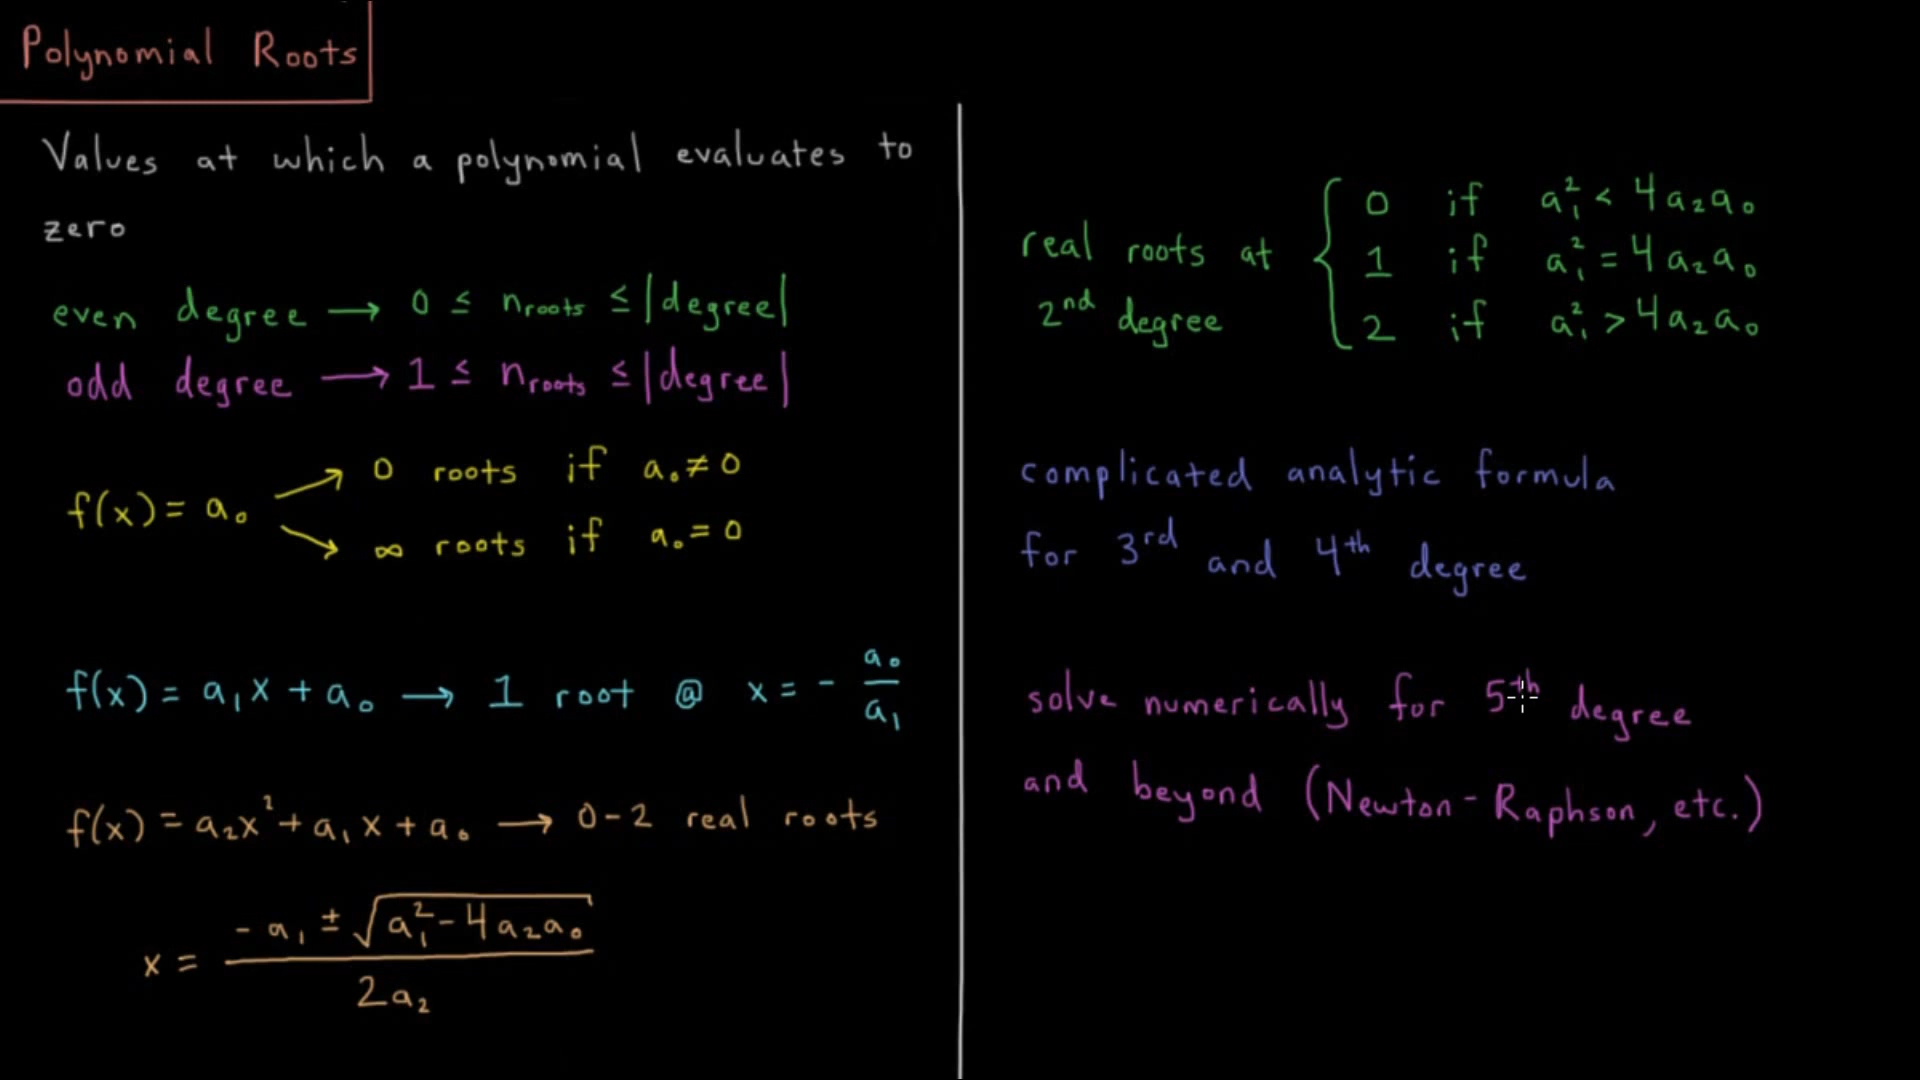 Polynomial Roots
Values at which a polynomial evaluates to
zero
even degree → 0 ≤ n_roots ≤ |degree|
odd degree → 1 ≤ n_roots ≤ |degree|
f(x) = a₀
0 roots if a₀ ≠ 0
∞ roots if a₀ = 0
f(x) = a₁x + a₀ → 1 root @ x = - a₀/a₁
f(x) = a₂x² + a₁x + a₀ → 0-2 real roots
x = (-a₁ ± √(a₁² - 4a₂a₀)) / 2a₂
real roots at
2nd degree
0 if a₁² < 4a₂a₀
1 if a₁² = 4a₂a₀
2 if a₁² > 4a₂a₀
complicated analytic formula
for 3rd and 4th degree
solve numerically for 5th degree
and beyond (Newton-Raphson, etc.)